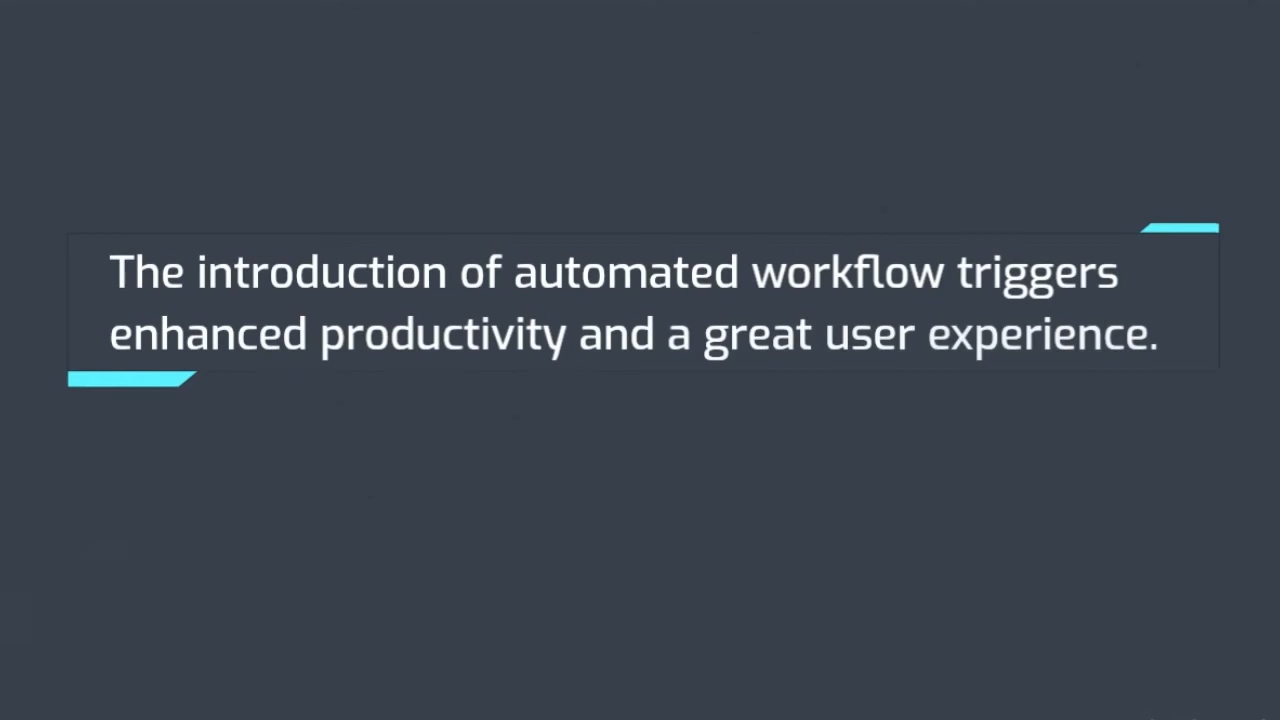 The introduction of automated workflow triggers
enhanced productivity and a great user experience.